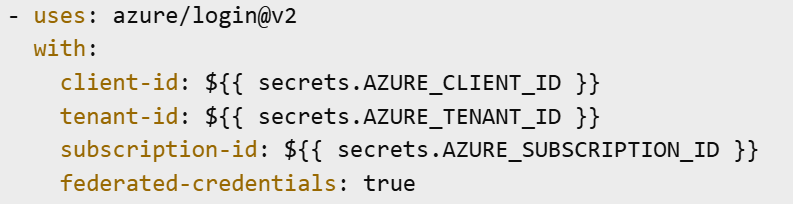 - uses: azure/login@v2
  with:
    client-id: ${{ secrets.AZURE_CLIENT_ID }}
    tenant-id: ${{ secrets.AZURE_TENANT_ID }}
    subscription-id: ${{ secrets.AZURE_SUBSCRIPTION_ID }}
    federated-credentials: true